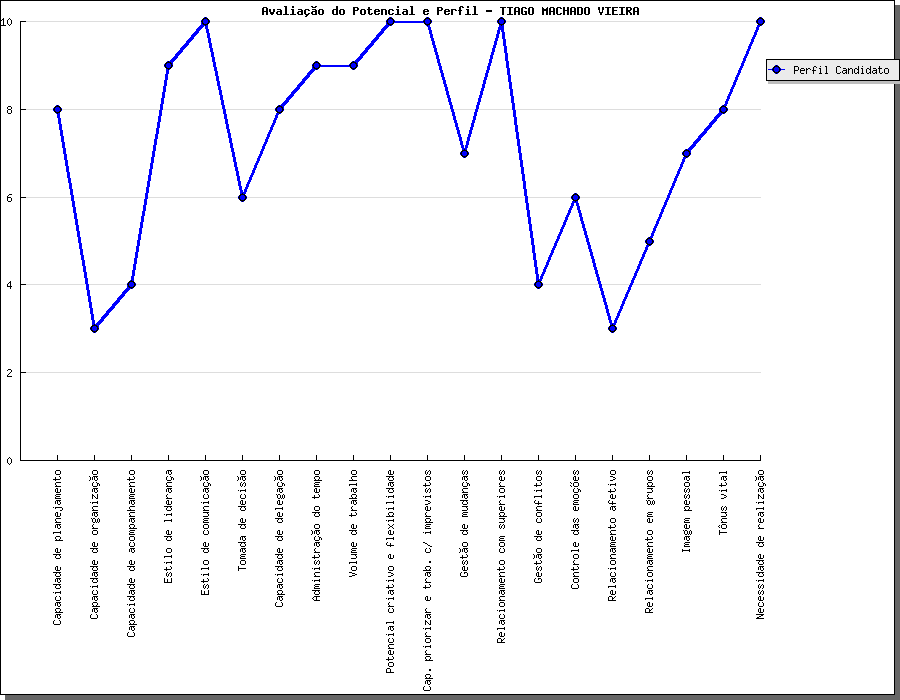 Avaliação do Potencial e Perfil - TIAGO MACHADO VIEIRA
10
8
6
4
2
0
Perfil Candidato
Capacidade de planejamento
Capacidade de organização
Capacidade de acompanhamento
Estilo de liderança
Estilo de comunicação
Tomada de decisão
Capacidade de delegação
Administração do tempo
Volume de trabalho
Potencial criativo e flexibilidade
Cap. priorizar e trab. c/ imprevistos
Gestão de mudanças
Relacionamento com superiores
Gestão de conflitos
Controle das emoções
Relacionamento afetivo
Relacionamento em grupos
Imagem pessoal
Tônus vital
Necessidade de realização